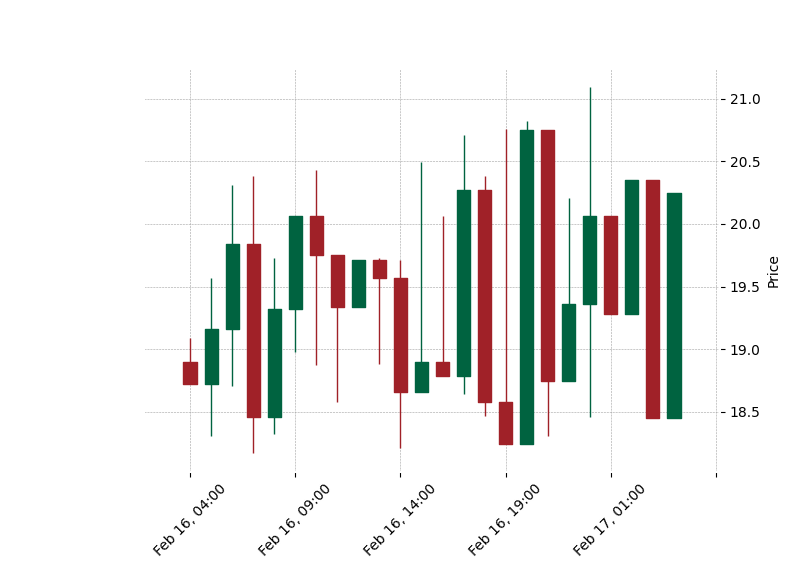 21.0
20.5
20.0
19.5
19.0
18.5
Price
Feb 16, 04:00
Feb 16, 09:00
Feb 16, 14:00
Feb 16, 19:00
Feb 17, 01:00